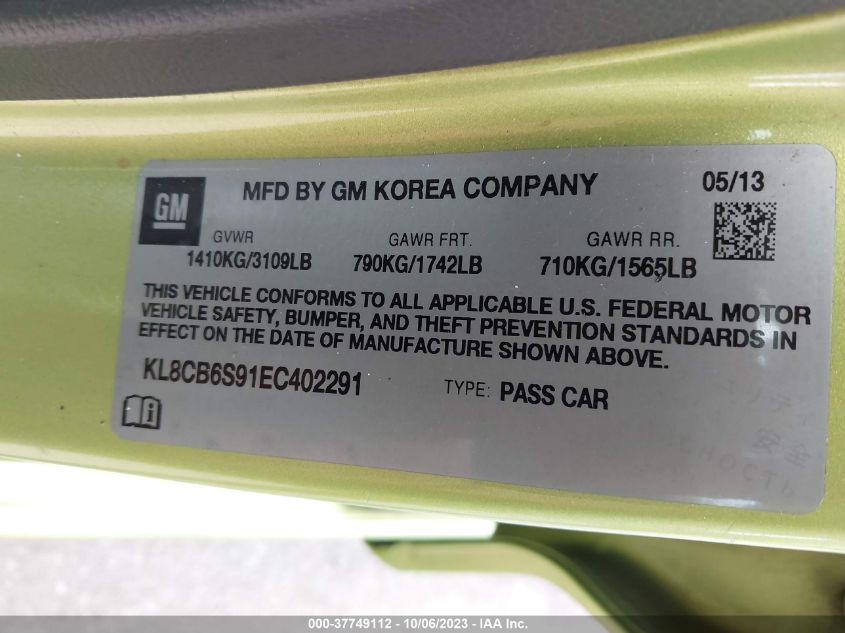 GM
MFD BY GM KOREA COMPANY
05/13
GVWR
GAWR FRT.
GAWR RR.
1410KG/3109LB
790KG/1742LB
710KG/1565LB
THIS VEHICLE CONFORMS TO ALL APPLICABLE U.S. FEDERAL MOTOR
VEHICLE SAFETY, BUMPER, AND THEFT PREVENTION STANDARDS IN
EFFECT ON THE DATE OF MANUFACTURE SHOWN ABOVE.
KL8CB6S91EC402291
TYPE: PASS CAR
安全
000-37749112 - 10/06/2023 - IAA Inc.